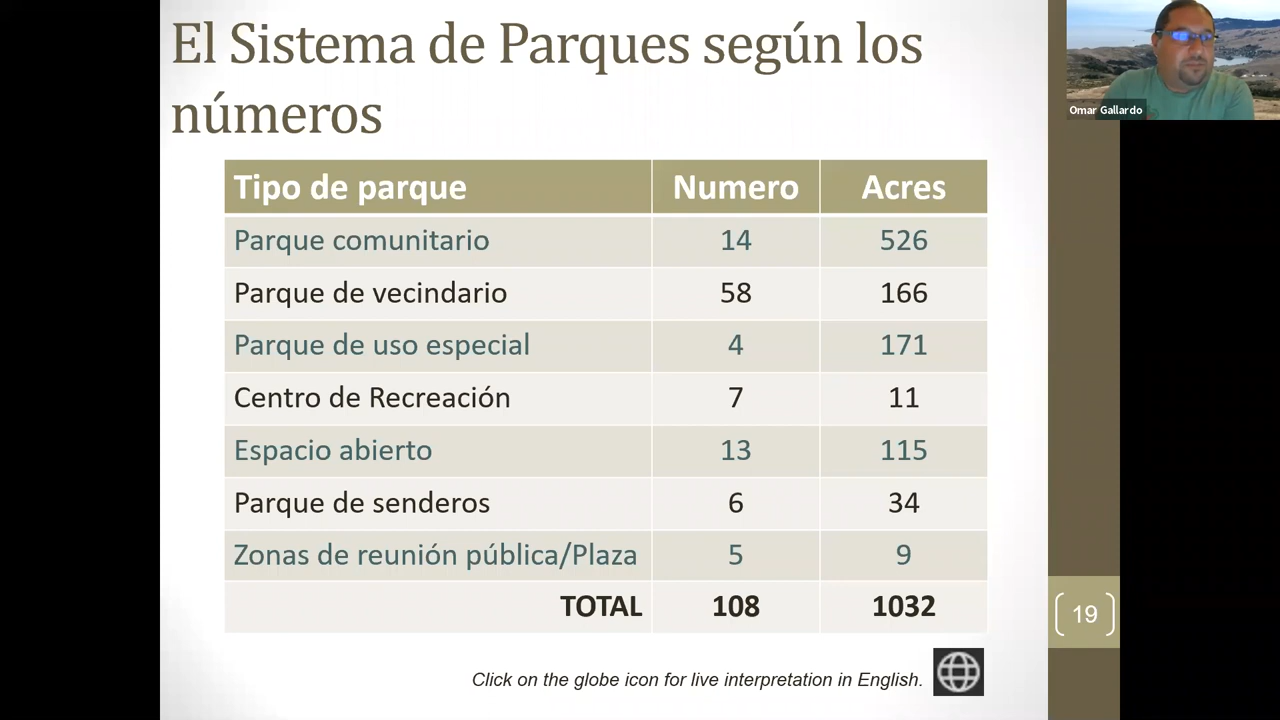 El Sistema de Parques según los
números
Omar Gallardo
Tipo de parque Numero Acres
Parque comunitario 14 526
Parque de vecindario 58 166
Parque de uso especial 4 171
Centro de Recreación 7 11
Espacio abierto 13 115
Parque de senderos 6 34
Zonas de reunión pública/Plaza 5 9
TOTAL 108 1032
19
Click on the globe icon for live interpretation in English.